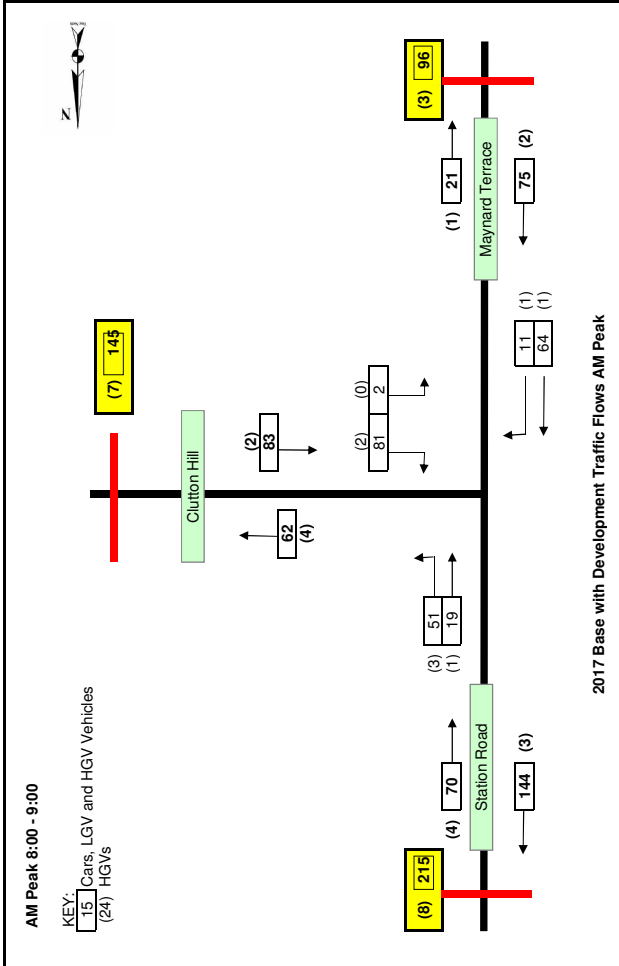 AM Peak 8:00 - 9:00
KEY:
15 Cars, LGV and HGV Vehicles
(24) HGVs
N
(7) 145
Clutton Hill
(2)
83
62
(4)
(2) (0)
81 2
(8) 215
(4) 70
(3) 51
(1) 19
(1) 21
(3) 96
Station Road
Maynard Terrace
144 (3)
11 (1)
64 (1)
75 (2)
2017 Base with Development Traffic Flows AM Peak